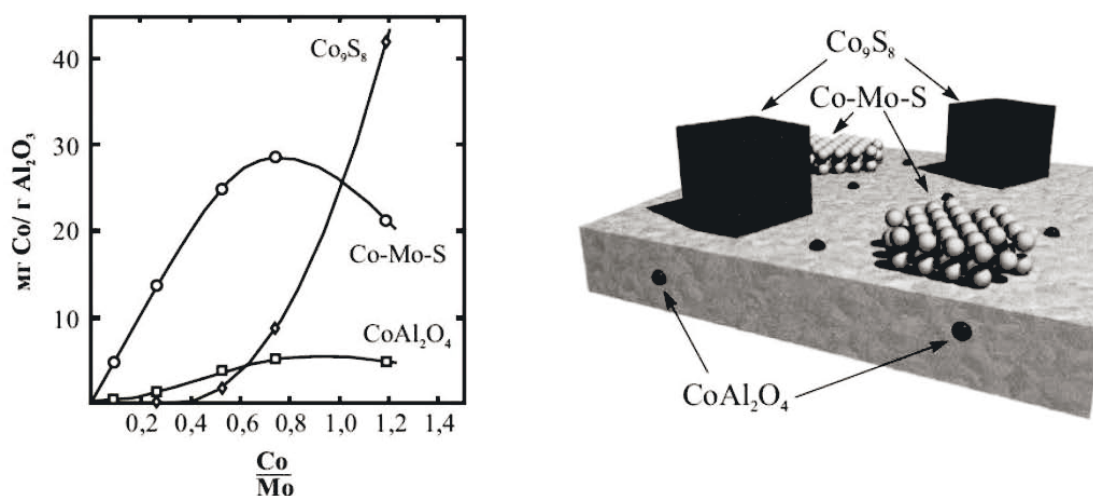 40
30
20
10
мг Co/ г Al₂O₃
Co₉S₈
Co-Mo-S
CoAl₂O₄
0,2 0,4 0,6 0,8 1,0 1,2 1,4
Co
Mo
Co₉S₈
Co-Mo-S
CoAl₂O₄